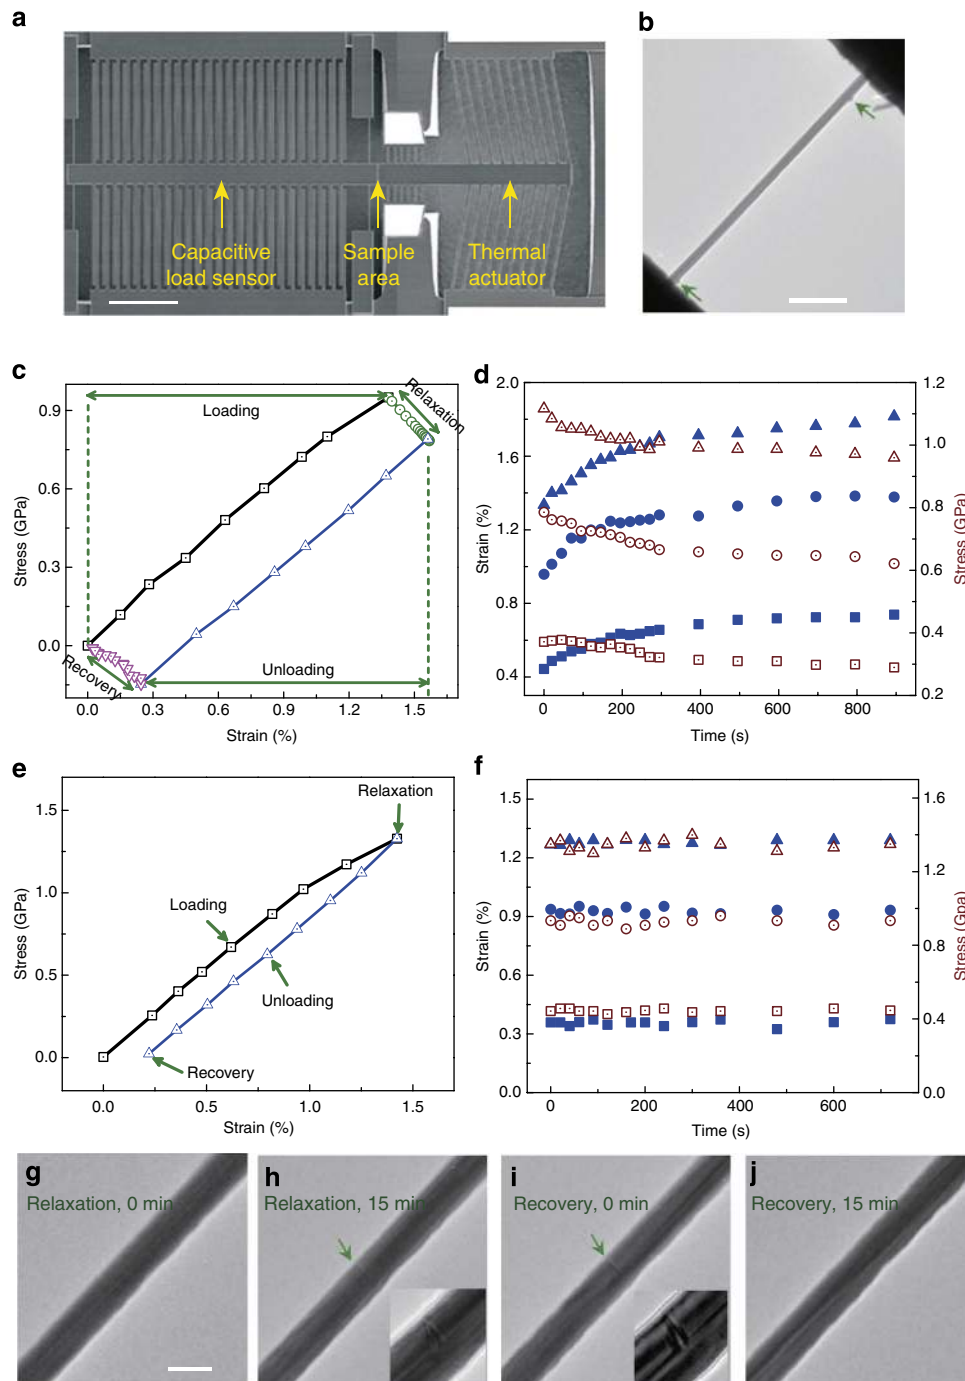 a
Capacitive
load sensor
Sample
area
Thermal
actuator
b
c
Loading
Relaxation
Unloading
Recovery
Stress (GPa)
0.9
0.6
0.3
0.0
0.0 0.3 0.6 0.9 1.2 1.5
Strain (%)
d
Strain (%)
2.0
1.6
1.2
0.8
0.4
Stress (GPa)
1.2
1.0
0.8
0.6
0.4
0.2
0 200 400 600 800
Time (s)
e
Relaxation
Loading
Unloading
Recovery
Stress (GPa)
1.5
1.0
0.5
0.0
0.0 0.5 1.0 1.5
Strain (%)
f
Strain (%)
1.5
1.2
0.9
0.6
0.3
0.0
Stress (Gpa)
1.6
1.2
0.8
0.4
0.0
0 200 400 600
Time (s)
g
Relaxation, 0 min
h
Relaxation, 15 min
i
Recovery, 0 min
j
Recovery, 15 min